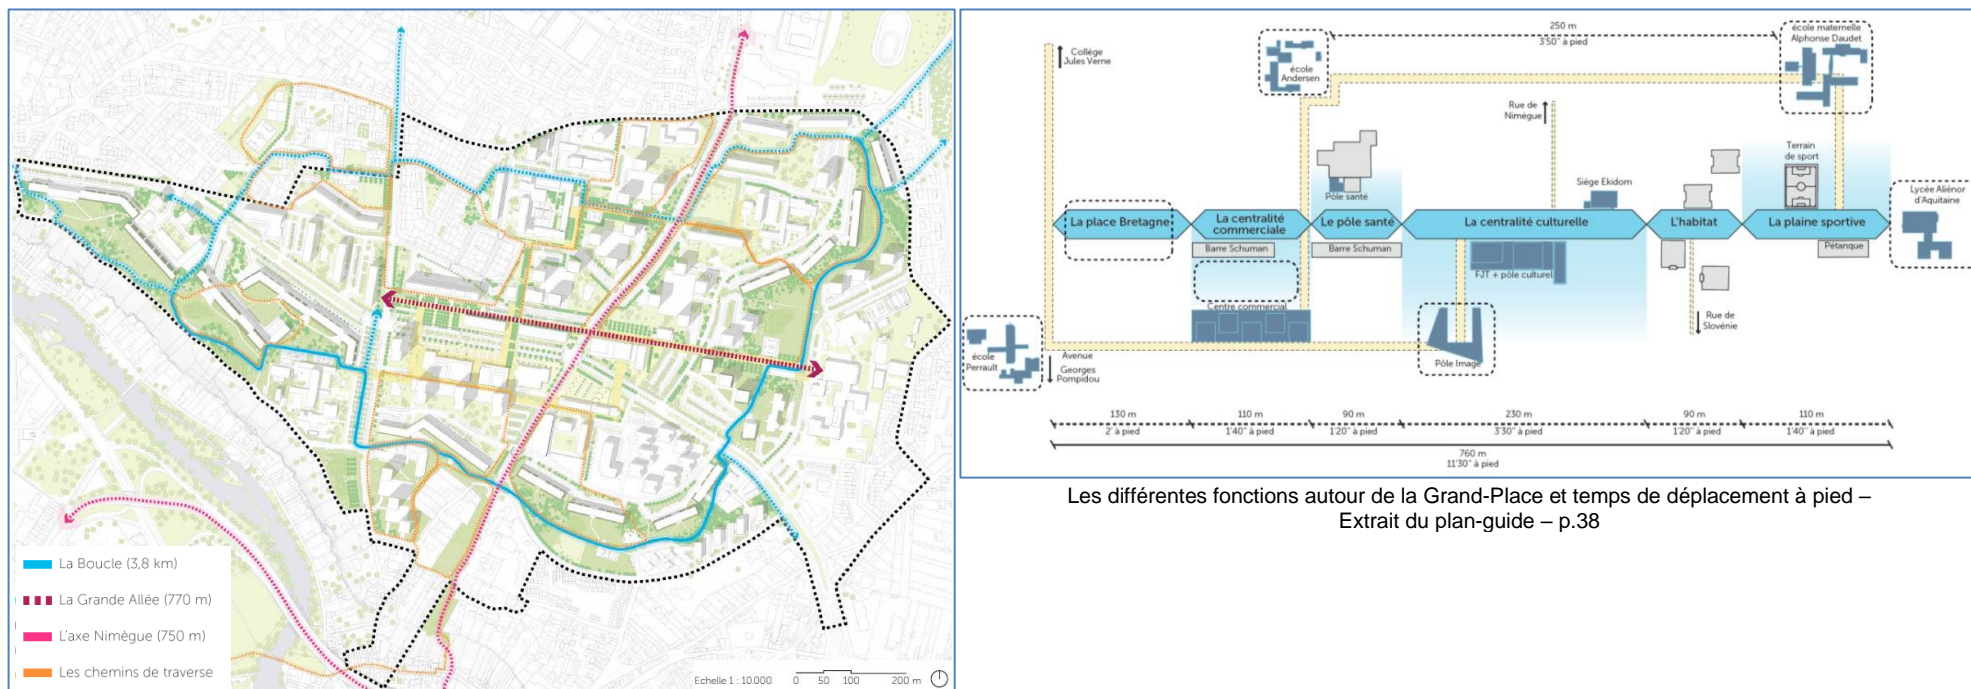 La Boucle (3,8 km)
La Grande Allée (770 m)
L'axe Nimègue (750 m)
Les chemins de traverse
Echelle 1 : 10.000
0 50 100 200 m
250 m
3'50" à pied
Collège
Jules Verne
école
Andersen
école maternelle
Alphonse Daudet
Rue de
Nimègue
Pôle santé
Siège Ekidom
Terrain
de sport
Lycée Aliénor
d'Aquitaine
La place Bretagne
La centralité
commerciale
Le pôle santé
La centralité culturelle
L'habitat
La plaine sportive
Barre Schuman
Barre Schuman
FJT + pôle culturel
Pétanque
Centre commercial
Rue de
Slovénie
école
Perrault
Avenue
Georges
Pompidou
Pôle Image
130 m
2' à pied
110 m
1'40" à pied
90 m
1'20" à pied
230 m
3'30" à pied
90 m
1'20" à pied
110 m
1'40" à pied
760 m
11'30" à pied
Les différentes fonctions autour de la Grand-Place et temps de déplacement à pied –
Extrait du plan-guide – p.38